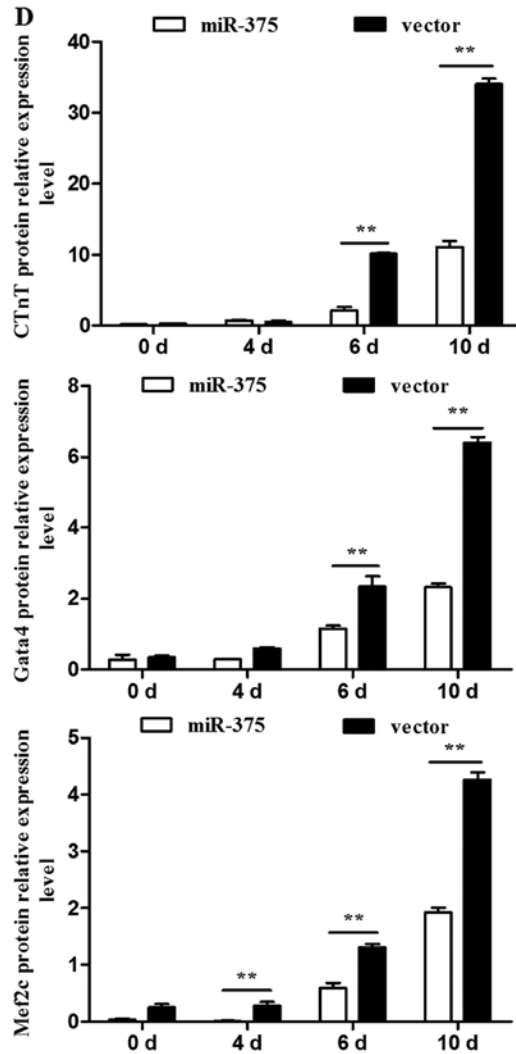 D
miR-375 vector
CTnT protein relative expression
level
40
30
20
10
0
**
**
0 d 4 d 6 d 10 d
miR-375 vector
Gata4 protein relative expression
level
8
6
4
2
0
**
**
0 d 4 d 6 d 10 d
miR-375 vector
Mef2c protein relative expression
level
5
4
3
2
1
0
**
**
**
0 d 4 d 6 d 10 d